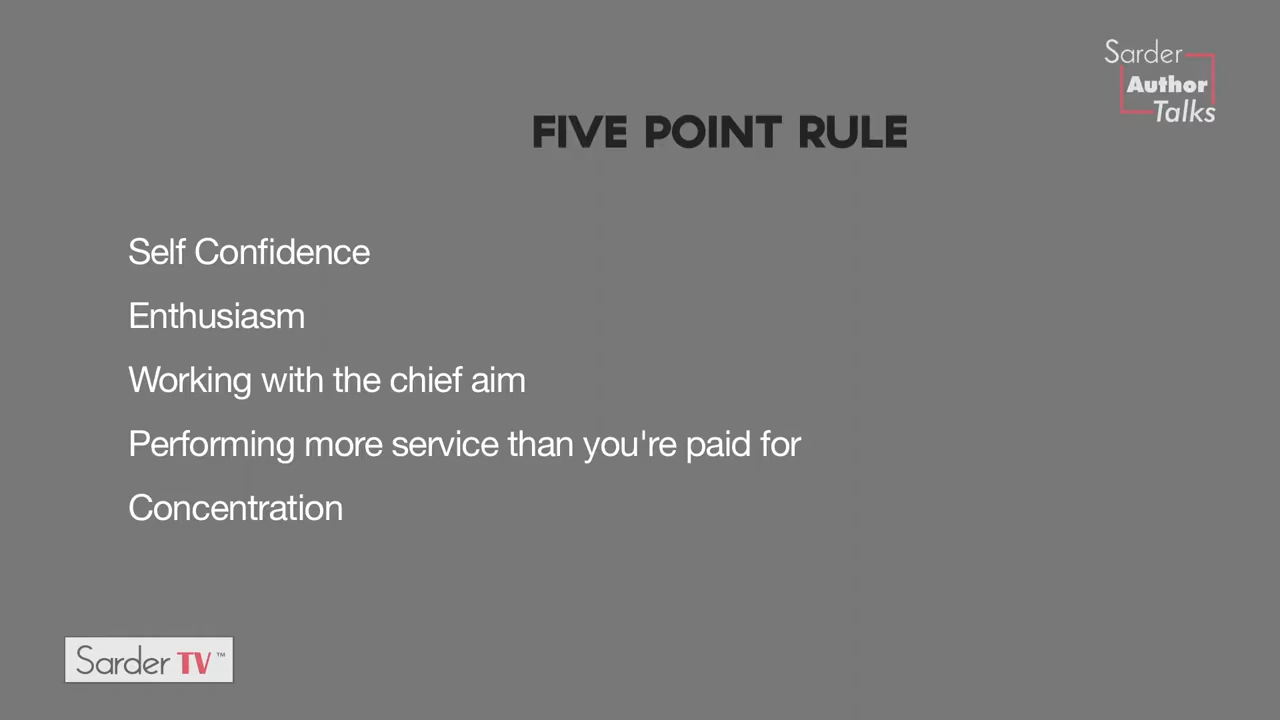 Sarder
Author
Talks
FIVE POINT RULE
Self Confidence
Enthusiasm
Working with the chief aim
Performing more service than you're paid for
Concentration
Sarder TV™